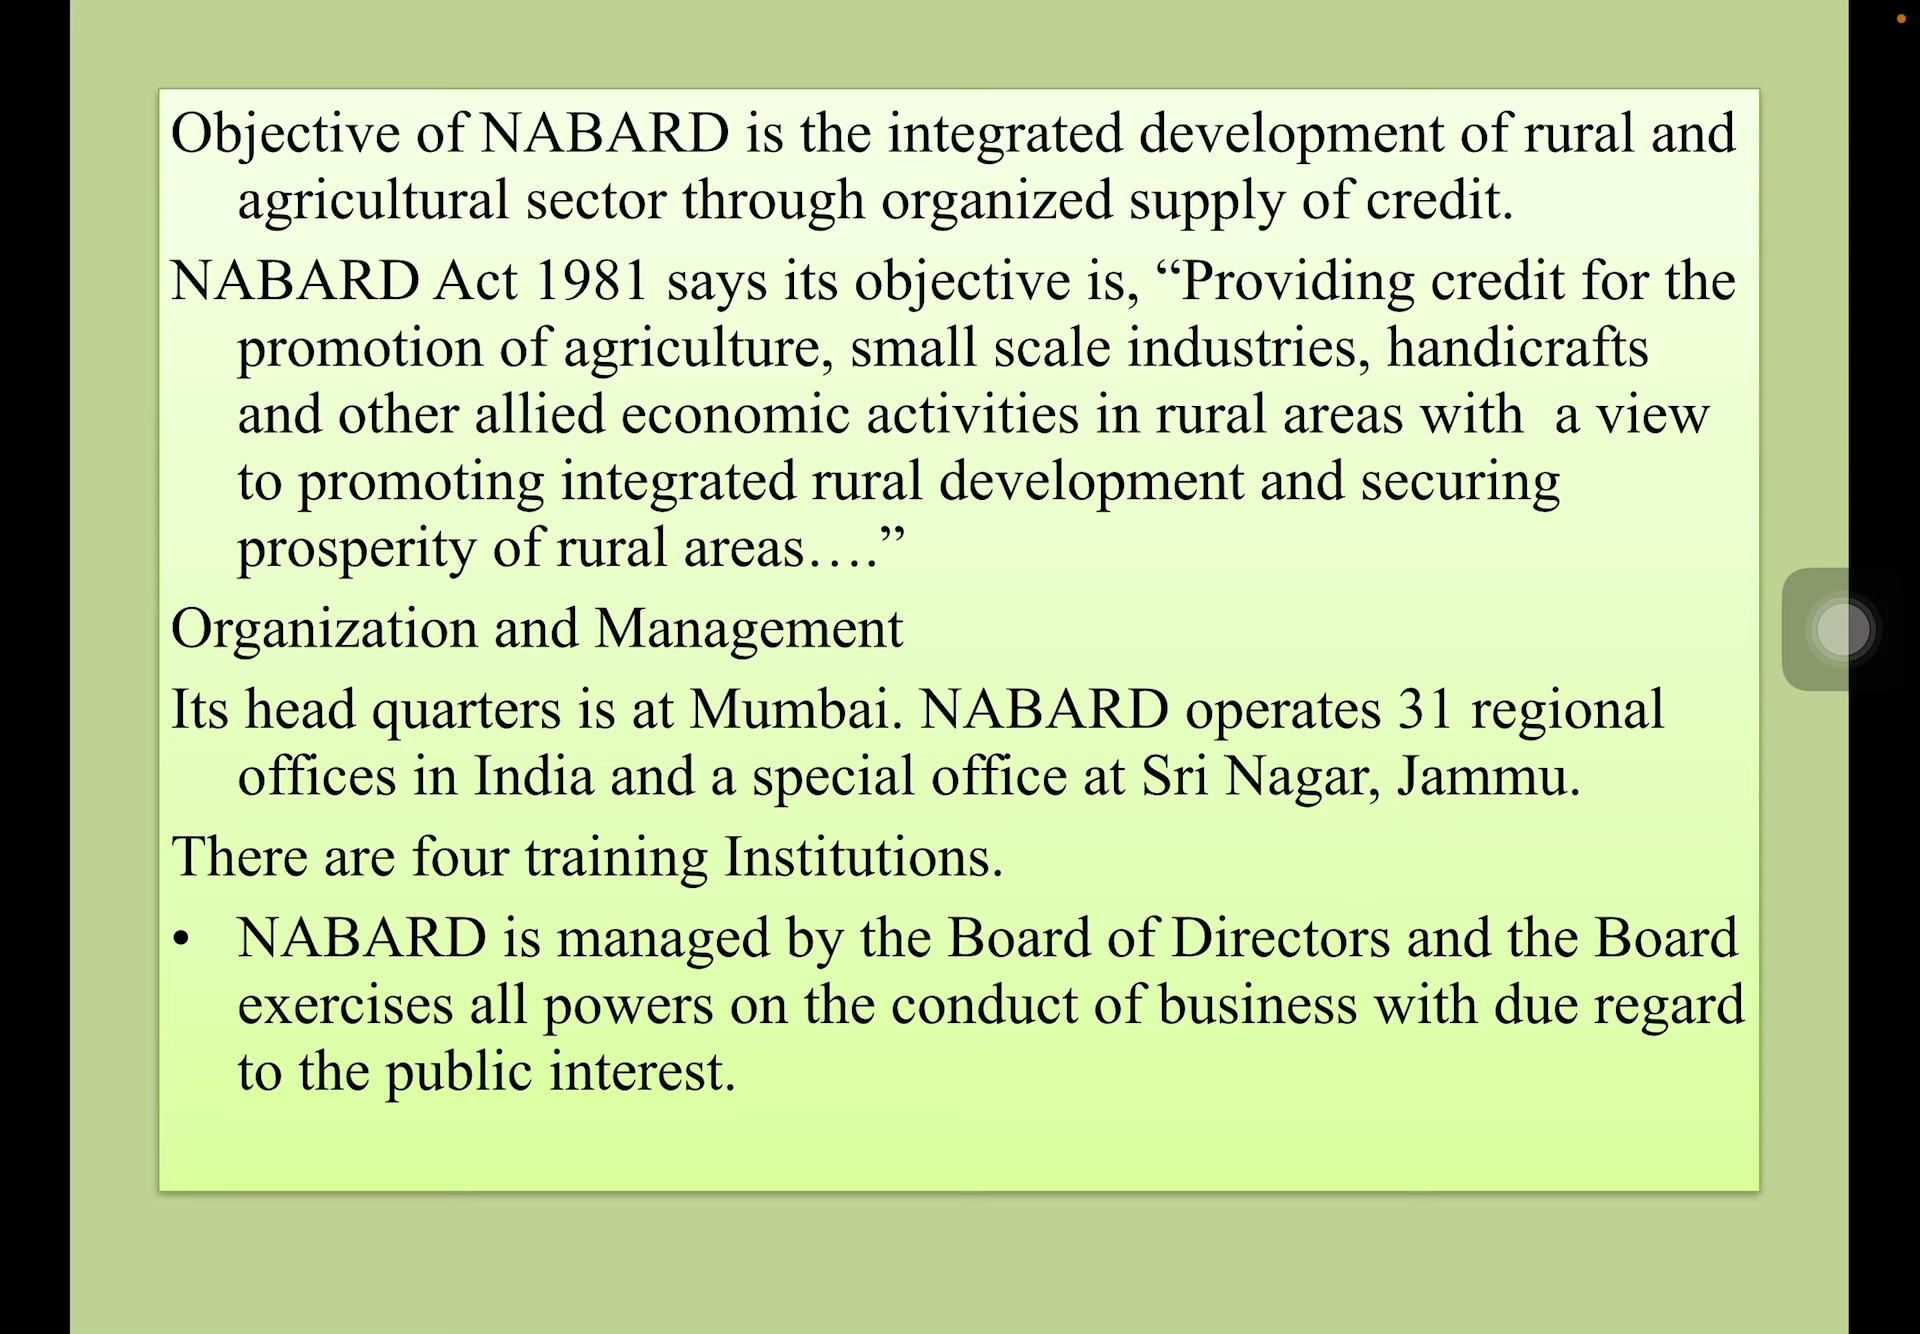 Objective of NABARD is the integrated development of rural and
agricultural sector through organized supply of credit.
NABARD Act 1981 says its objective is, “Providing credit for the
promotion of agriculture, small scale industries, handicrafts
and other allied economic activities in rural areas with  a view
to promoting integrated rural development and securing
prosperity of rural areas….”
Organization and Management
Its head quarters is at Mumbai. NABARD operates 31 regional
offices in India and a special office at Sri Nagar, Jammu.
There are four training Institutions.
• NABARD is managed by the Board of Directors and the Board
exercises all powers on the conduct of business with due regard
to the public interest.